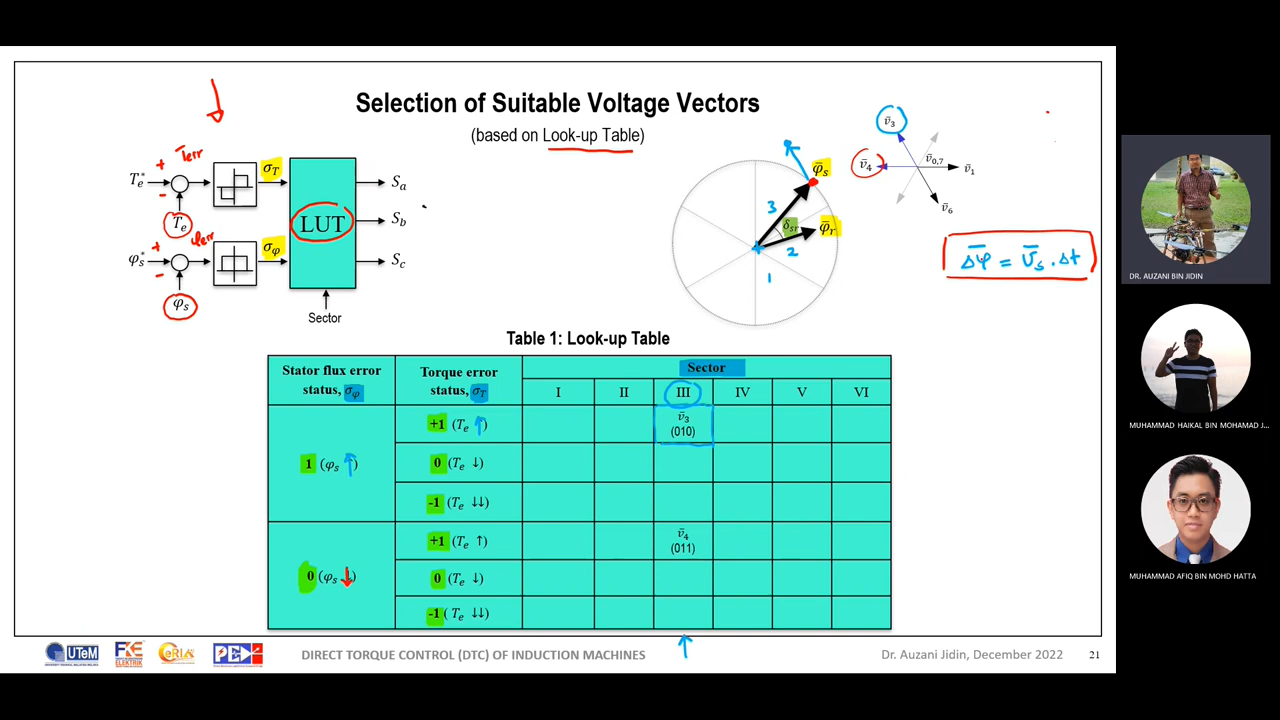 Selection of Suitable Voltage Vectors
(based on Look-up Table)
+ Terr
Te* σT
-
Te
+ φerr
φs* σφ
-
φs
LUT
Sa
Sb
Sc
Sector
φ̄s
3
δsr φ̄r
2
1
v̄3
v̄4 v̄0,7 v̄1
v̄6
Δφ̄ = v̄s · Δt
Table 1: Look-up Table
Stator flux error status, σφ
Torque error status, σT
Sector
I II III IV V VI
1 (φs ↑)
+1 (Te ↑) v̄3 (010)
0 (Te ↓)
-1 (Te ↓↓)
0 (φs ↓)
+1 (Te ↑) v̄4 (011)
0 (Te ↓)
-1 ( Te ↓↓)
UTeM
FKE
ELEKTRIK
CeRIA
DIRECT TORQUE CONTROL (DTC) OF INDUCTION MACHINES
Dr. Auzani Jidin, December 2022 21
DR. AUZANI BIN JIDIN
MUHAMMAD HAIKAL BIN MOHAMAD J...
MUHAMMAD AFIQ BIN MOHD HATTA